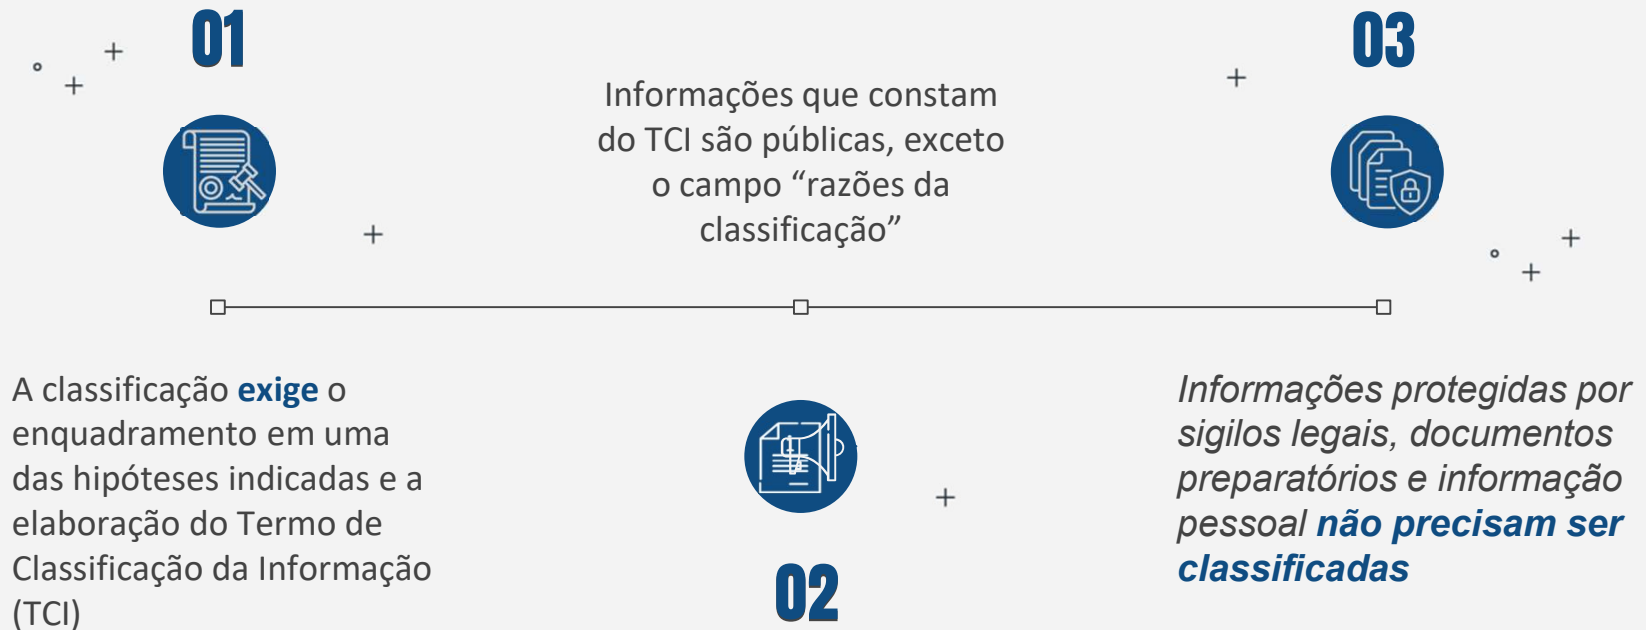 01
A classificação exige o
enquadramento em uma
das hipóteses indicadas e a
elaboração do Termo de
Classificação da Informação
(TCI)
Informações que constam
do TCI são públicas, exceto
o campo “razões da
classificação”
02
03
Informações protegidas por
sigilos legais, documentos
preparatórios e informação
pessoal não precisam ser
classificadas